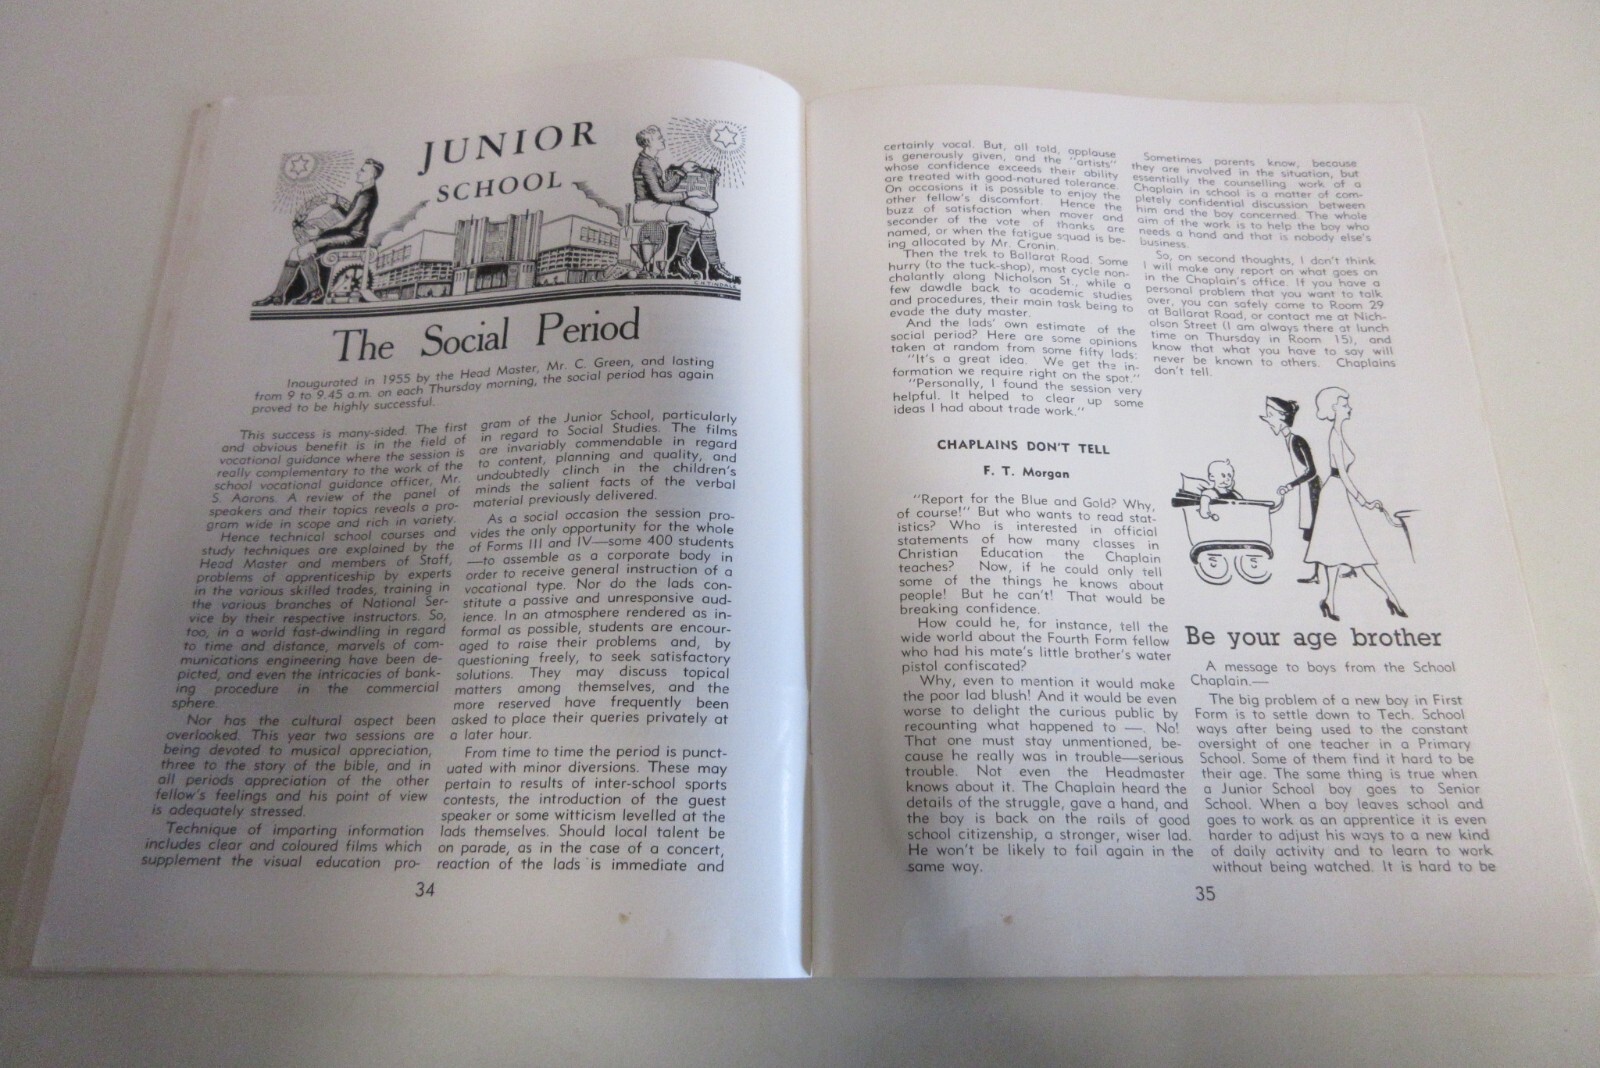 JUNIOR
SCHOOL
The Social Period
Inaugurated in 1955 by the Head Master, Mr. C. Green, and lasting
from 9 to 9.45 a.m. on each Thursday morning, the social period has again
proved to be highly successful.
This success is many-sided. The first
and obvious benefit is in the field of
vocational guidance where the session is
really complementary to the work of the
school vocational guidance officer, Mr.
S. Aarons. A review of the panel of
speakers and their topics reveals a pro-
gram wide in scope and rich in variety.
Hence technical school courses and
study techniques are explained by the
Head Master and members of Staff,
problems of apprenticeship by experts
in the various skilled trades, training in
the various branches of National Ser-
vice by their respective instructors. So,
too, in a world fast-dwindling in regard
to time and distance, marvels of com-
munications engineering have been de-
picted, and even the intricacies of bank-
ing procedure in the commercial
sphere.
Nor has the cultural aspect been
overlooked. This year two sessions are
being devoted to musical appreciation,
three to the story of the bible, and in
all periods appreciation of the other
fellow's feelings and his point of view
is adequately stressed.
Technique of imparting information
includes clear and coloured films which
supplement the visual education pro-
gram of the Junior School, particularly
in regard to Social Studies. The films
are invariably commendable in regard
to content, planning and quality, and
undoubtedly clinch in the children's
minds the salient facts of the verbal
material previously delivered.
As a social occasion the session pro-
vides the only opportunity for the whole
of Forms III and IV—some 400 students
—to assemble as a corporate body in
order to receive general instruction of a
vocational type. Nor do the lads con-
stitute a passive and unresponsive aud-
ience. In an atmosphere rendered as in-
formal as possible, students are encour-
aged to raise their problems and, by
questioning freely, to seek satisfactory
solutions. They may discuss topical
matters among themselves, and the
more reserved have frequently been
asked to place their queries privately at
a later hour.
From time to time the period is punct-
uated with minor diversions. These may
pertain to results of inter-school sports
contests, the introduction of the guest
speaker or some witticism levelled at the
lads themselves. Should local talent be
on parade, as in the case of a concert,
reaction of the lads is immediate and
34
certainly vocal. But, all told, applause
is generously given, and the "artists"
whose confidence exceeds their ability
are treated with good-natured tolerance.
On occasions it is possible to enjoy the
other fellow's discomfort. Hence the
buzz of satisfaction when mover and
seconder of the vote of thanks are
named, or when the fatigue squad is be-
ing allocated by Mr. Cronin.
Then the trek to Ballarat Road. Some
hurry (to the tuck-shop), most cycle non-
chalantly along Nicholson St., while a
few dawdle back to academic studies
and procedures, their main task being to
evade the duty master.
And the lads' own estimate of the
social period? Here are some opinions
taken at random from some fifty lads:
"It's a great idea. We get the in-
formation we require right on the spot."
"Personally, I found the session very
helpful. It helped to clear up some
ideas I had about trade work."
CHAPLAINS DON'T TELL
F. T. Morgan
"Report for the Blue and Gold? Why,
of course!" But who wants to read stat-
istics? Who is interested in official
statements of how many classes in
Christian Education the Chaplain
teaches? Now, if he could only tell
some of the things he knows about
people! But he can't! That would be
breaking confidence.
How could he, for instance, tell the
wide world about the Fourth Form fellow
who had his mate's little brother's water
pistol confiscated?
Why, even to mention it would make
the poor lad blush! And it would be even
worse to delight the curious public by
recounting what happened to —. No!
That one must stay unmentioned, be-
cause he really was in trouble—serious
trouble. Not even the Headmaster
knows about it. The Chaplain heard the
details of the struggle, gave a hand, and
the boy is back on the rails of good
school citizenship, a stronger, wiser lad.
He won't be likely to fail again in the
same way.
Sometimes parents know, because
they are involved in the situation, but
essentially the counselling work of a
Chaplain in school is a matter of com-
pletely confidential discussion between
him and the boy concerned. The whole
aim of the work is to help the boy who
needs a hand and that is nobody else's
business.
So, on second thoughts, I don't think
I will make any report on what goes on
in the Chaplain's office. If you have a
personal problem that you want to talk
over, you can safely come to Room 29
at Ballarat Road, or contact me at Nich-
olson Street (I am always there at lunch
time on Thursday in Room 15), and
know that what you have to say will
never be known to others. Chaplains
don't tell.
Be your age brother
A message to boys from the School
Chaplain.—
The big problem of a new boy in First
Form is to settle down to Tech. School
ways after being used to the constant
oversight of one teacher in a Primary
School. Some of them find it hard to be
their age. The same thing is true when
a Junior School boy goes to Senior
School. When a boy leaves school and
goes to work as an apprentice it is even
harder to adjust his ways to a new kind
of daily activity and to learn to work
without being watched. It is hard to be
35